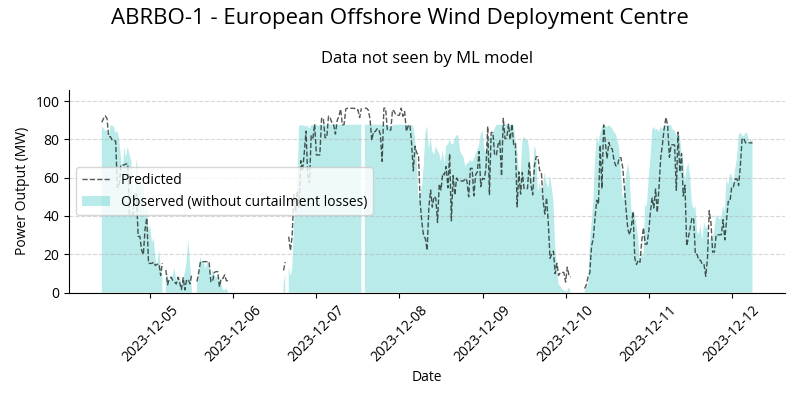 ABRBO-1 - European Offshore Wind Deployment Centre
Data not seen by ML model
Power Output (MW)
100
80
60
40
20
0
Predicted
Observed (without curtailment losses)
2023-12-05
2023-12-06
2023-12-07
2023-12-08
2023-12-09
2023-12-10
2023-12-11
2023-12-12
Date